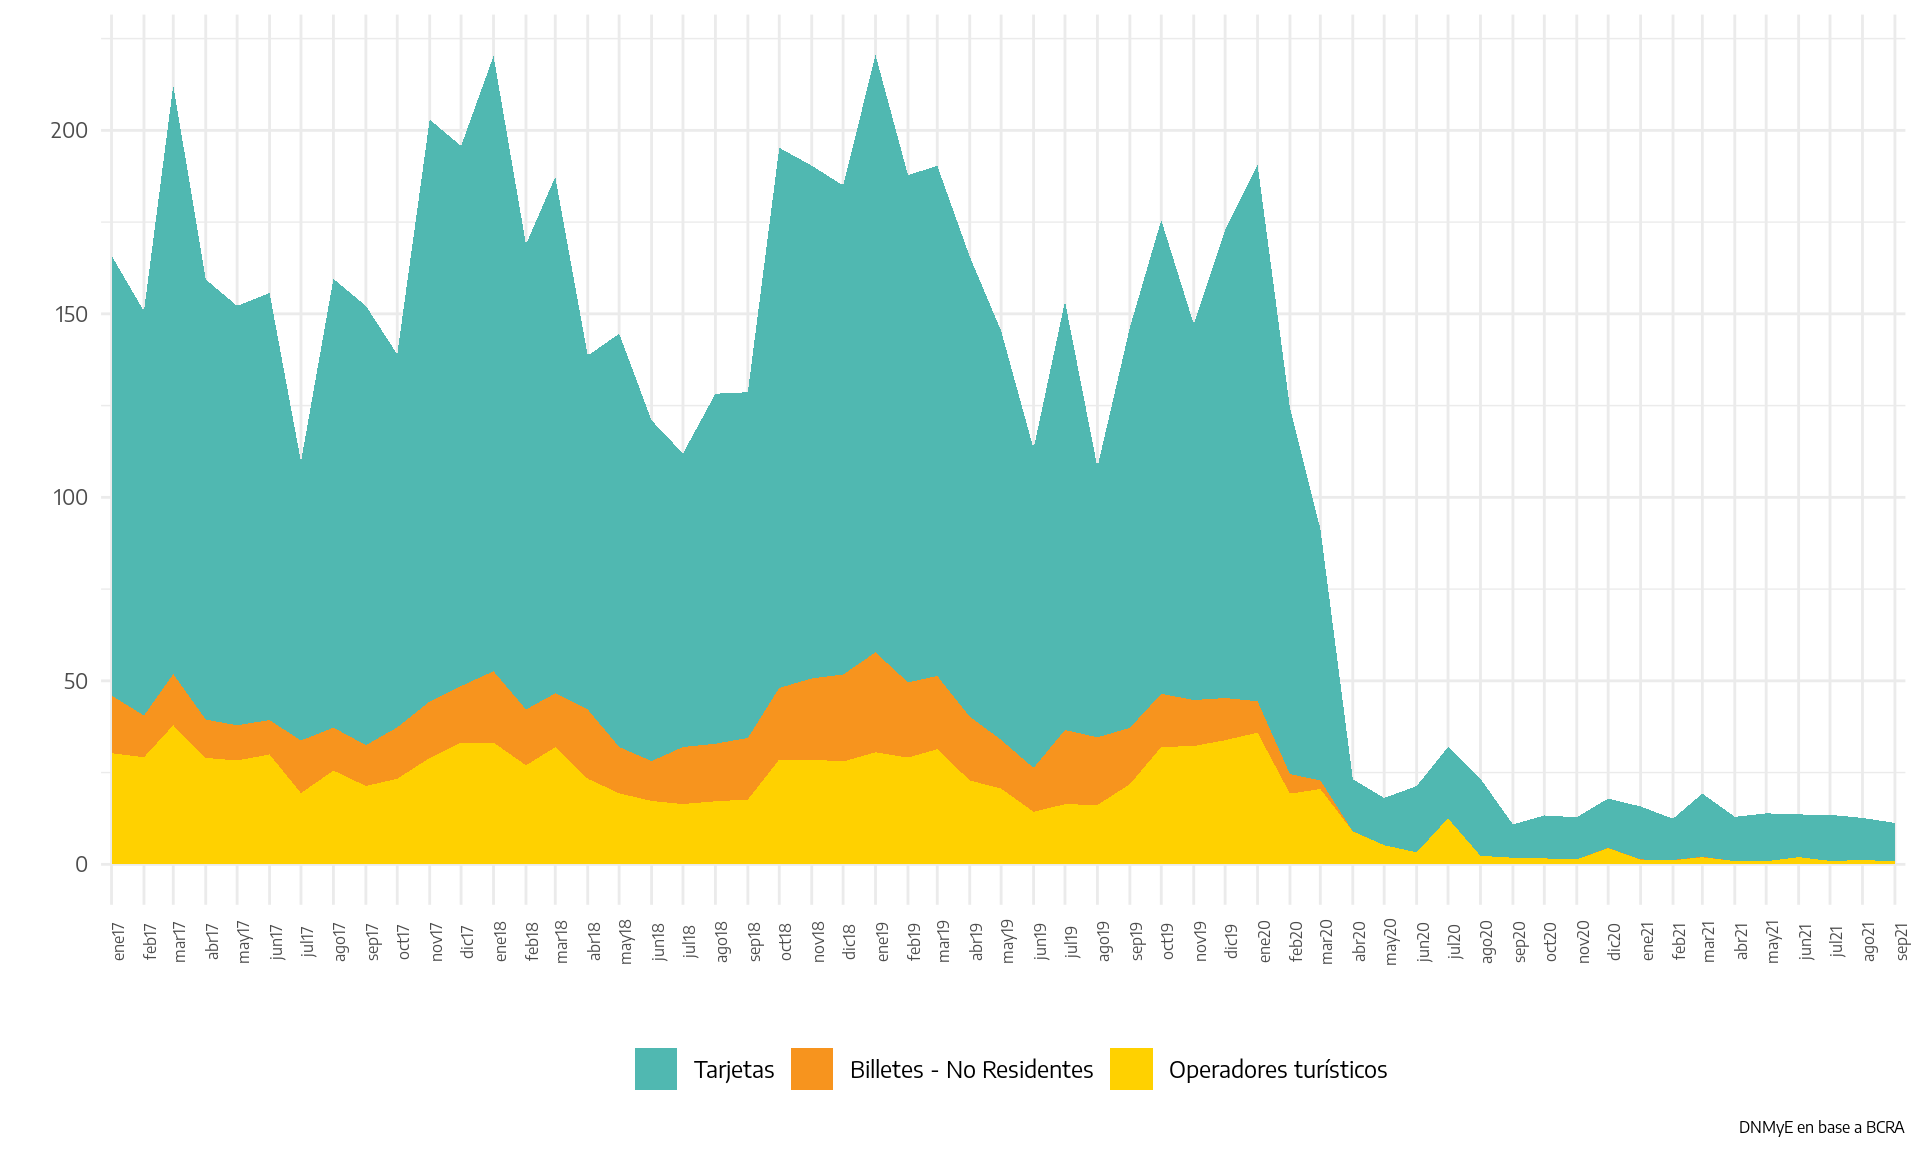 200
150
100
50
0
ene17 feb17 mar17 abr17 may17 jun17 jul17 ago17 sep17 oct17 nov17 dic17 ene18 feb18 mar18 abr18 may18 jun18 jul18 ago18 sep18 oct18 nov18 dic18 ene19 feb19 mar19 abr19 may19 jun19 jul19 ago19 sep19 oct19 nov19 dic19 ene20 feb20 mar20 abr20 may20 jun20 jul20 ago20 sep20 oct20 nov20 dic20 ene21 feb21 mar21 abr21 may21 jun21 jul21 ago21 sep21
Tarjetas Billetes - No Residentes Operadores turísticos
DNMyE en base a BCRA